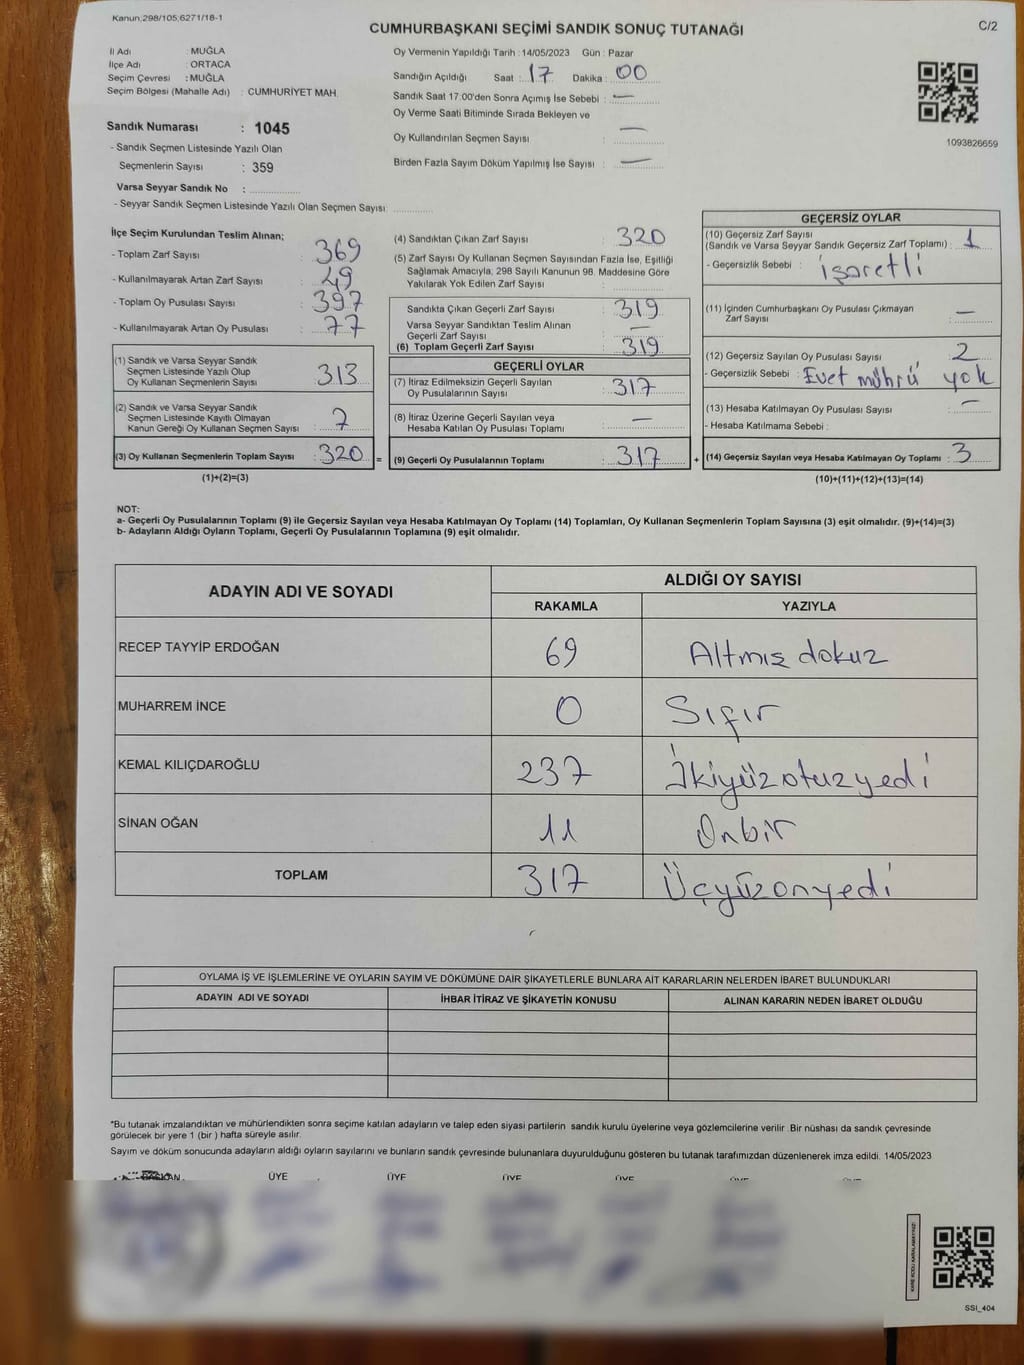 Kanun;298/105;6271/18-1
C/2
CUMHURBAŞKANI SEÇİMİ SANDIK SONUÇ TUTANAĞI
İl Adı : MUĞLA
İlçe Adı : ORTACA
Seçim Çevresi : MUĞLA
Seçim Bölgesi (Mahalle Adı) : CUMHURİYET MAH.
Sandık Numarası : 1045
- Sandık Seçmen Listesinde Yazılı Olan
Seçmenlerin Sayısı : 359
Varsa Seyyar Sandık No :
- Seyyar Sandık Seçmen Listesinde Yazılı Olan Seçmen Sayısı:
Oy Vermenin Yapıldığı Tarih :14/05/2023 Gün : Pazar
Sandığın Açıldığı Saat : 17 Dakika : 00
Sandık Saat 17:00'den Sonra Açımış İse Sebebi : —
Oy Verme Saati Bitiminde Sırada Bekleyen ve
Oy Kullandırılan Seçmen Sayısı : —
Birden Fazla Sayım Döküm Yapılmış İse Sayısı : —
1093826659
İlçe Seçim Kurulundan Teslim Alınan;
- Toplam Zarf Sayısı : 369
- Kullanılmayarak Artan Zarf Sayısı : 49
- Toplam Oy Pusulası Sayısı : 397
- Kullanılmayarak Artan Oy Pusulası : 77
(1) Sandık ve Varsa Seyyar Sandık
Seçmen Listesinde Yazılı Olup
Oy Kullanan Seçmenlerin Sayısı : 313
(2) Sandık ve Varsa Seyyar Sandık
Seçmen Listesinde Kayıtlı Olmayan
Kanun Gereği Oy Kullanan Seçmen Sayısı : 7
(3) Oy Kullanan Seçmenlerin Toplam Sayısı : 320 =
(1)+(2)=(3)
(4) Sandıktan Çıkan Zarf Sayısı : 320
(5) Zarf Sayısı Oy Kullanan Seçmen Sayısından Fazla İse, Eşitliği
Sağlamak Amacıyla, 298 Sayılı Kanunun 98. Maddesine Göre
Yakılarak Yok Edilen Zarf Sayısı :
Sandıkta Çıkan Geçerli Zarf Sayısı : 319
Varsa Seyyar Sandıktan Teslim Alınan
Geçerli Zarf Sayısı : —
(6) Toplam Geçerli Zarf Sayısı : 319
GEÇERLİ OYLAR
(7) İtiraz Edilmeksizin Geçerli Sayılan
Oy Pusulalarının Sayısı : 317
(8) İtiraz Üzerine Geçerli Sayılan veya
Hesaba Katılan Oy Pusulası Toplamı : —
(9) Geçerli Oy Pusulalarının Toplamı : 317 +
GEÇERSİZ OYLAR
(10) Geçersiz Zarf Sayısı
(Sandık ve Varsa Seyyar Sandık Geçersiz Zarf Toplamı) : 1
- Geçersizlik Sebebi : işaretli
(11) İçinden Cumhurbaşkanı Oy Pusulası Çıkmayan
Zarf Sayısı : —
(12) Geçersiz Sayılan Oy Pusulası Sayısı : 2
- Geçersizlik Sebebi : Evet mührü yok
(13) Hesaba Katılmayan Oy Pusulası Sayısı : —
- Hesaba Katılmama Sebebi :
(14) Geçersiz Sayılan veya Hesaba Katılmayan Oy Toplamı : 3
(10)+(11)+(12)+(13)=(14)
NOT:
a- Geçerli Oy Pusulalarının Toplamı (9) ile Geçersiz Sayılan veya Hesaba Katılmayan Oy Toplamı (14) Toplamları, Oy Kullanan Seçmenlerin Toplam Sayısına (3) eşit olmalıdır. (9)+(14)=(3)
b- Adayların Aldığı Oyların Toplamı, Geçerli Oy Pusulalarının Toplamına (9) eşit olmalıdır.
ADAYIN ADI VE SOYADI ALDIĞI OY SAYISI
RAKAMLA YAZIYLA
RECEP TAYYİP ERDOĞAN 69 Altmış dokuz
MUHARREM İNCE 0 Sıfır
KEMAL KILIÇDAROĞLU 237 İkiyüzotuzyedi
SİNAN OĞAN 11 Onbir
TOPLAM 317 Üçyüzonyedi
OYLAMA İŞ VE İŞLEMLERİNE VE OYLARIN SAYIM VE DÖKÜMÜNE DAİR ŞİKAYETLERLE BUNLARA AİT KARARLARIN NELERDEN İBARET BULUNDUKLARI
ADAYIN ADI VE SOYADI İHBAR İTİRAZ VE ŞİKAYETİN KONUSU ALINAN KARARIN NEDEN İBARET OLDUĞU
*Bu tutanak imzalandıktan ve mühürlendikten sonra seçime katılan adayların ve talep eden siyasi partilerin sandık kurulu üyelerine veya gözlemcilerine verilir .Bir nüshası da sandık çevresinde
görülecek bir yere 1 (bir ) hafta süreyle asılır.
Sayım ve döküm sonucunda adayların aldığı oyların sayılarını ve bunların sandık çevresinde bulunanlara duyurulduğunu gösteren bu tutanak tarafımızdan düzenlenerek imza edildi. 14/05/2023
BAŞKAN ÜYE ÜYE ÜYE ÜYE ÜYE
KARE KODU KARALAMAYINIZ!
SSI_404